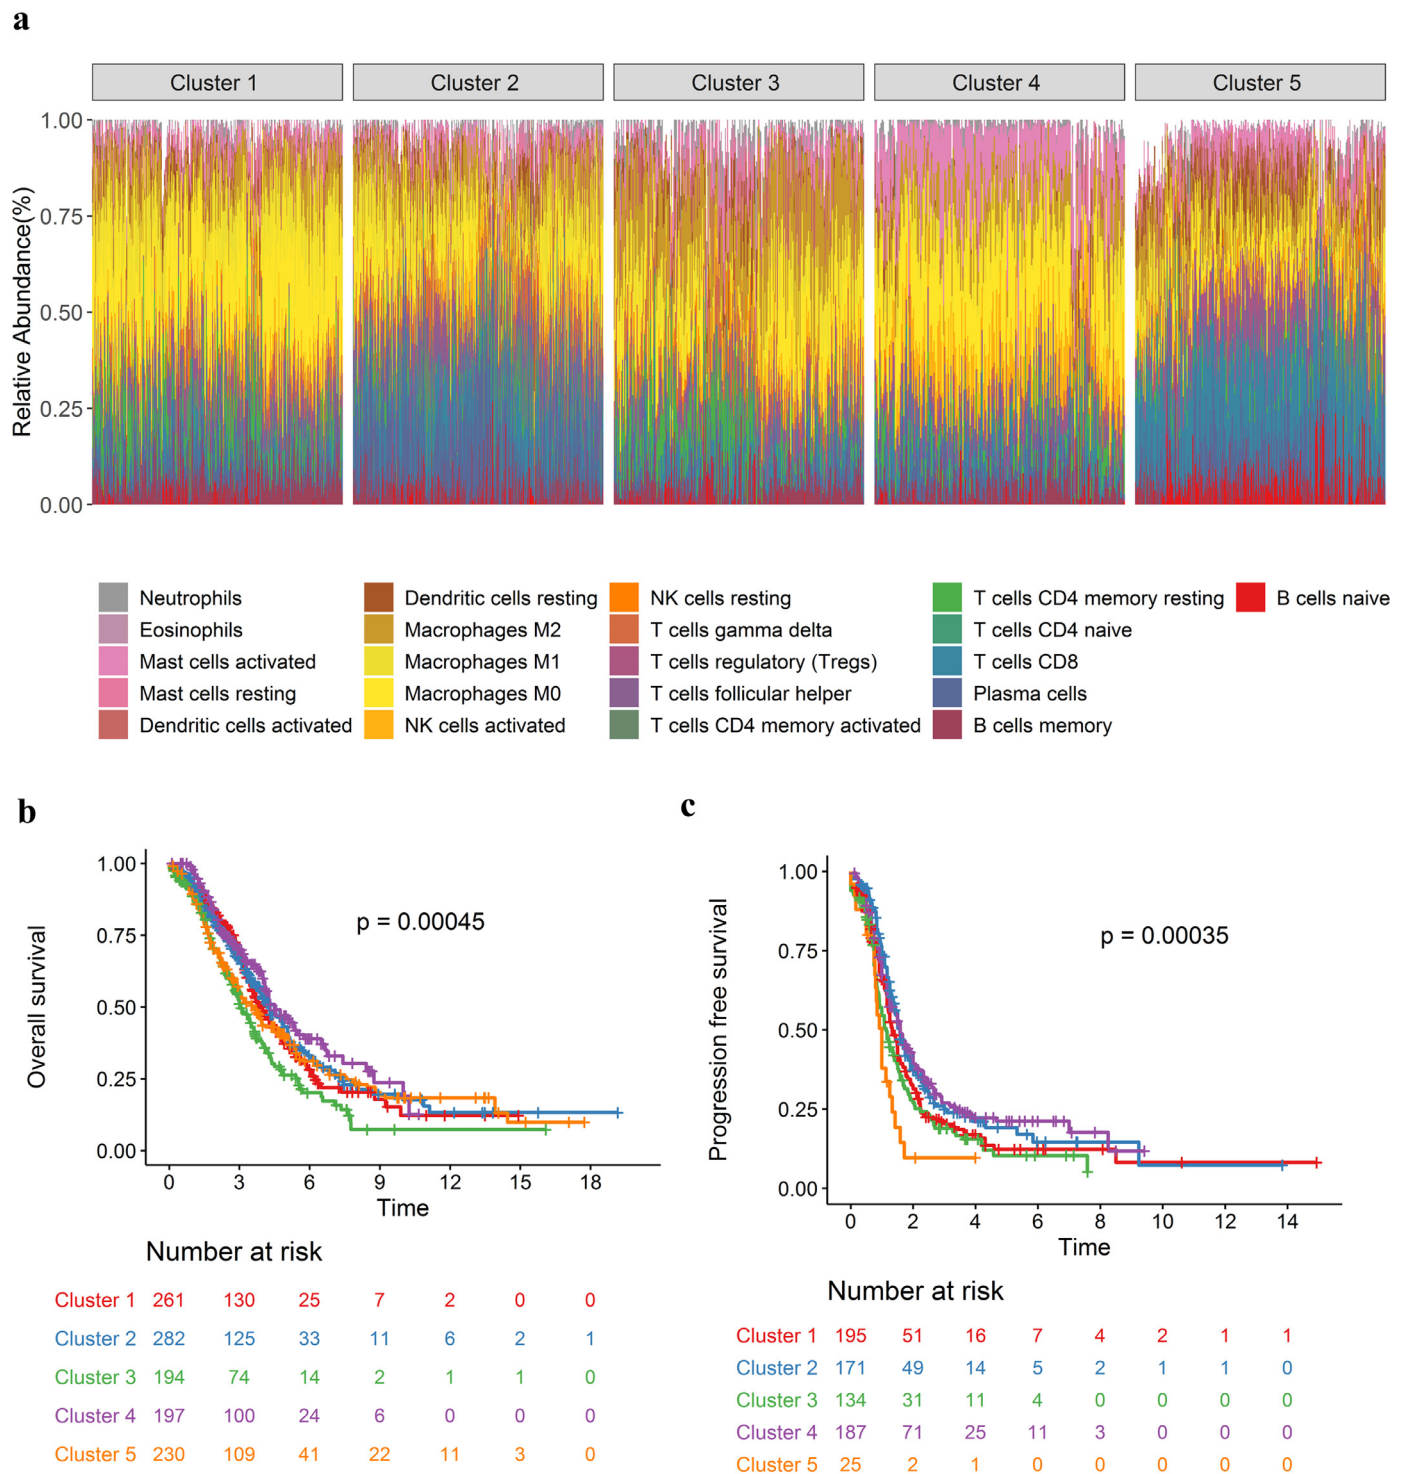 a
Cluster 1 Cluster 2 Cluster 3 Cluster 4 Cluster 5
Relative Abundance(%)
1.00
0.75
0.50
0.25
0.00
Neutrophils Dendritic cells resting NK cells resting T cells CD4 memory resting B cells naive
Eosinophils Macrophages M2 T cells gamma delta T cells CD4 naive
Mast cells activated Macrophages M1 T cells regulatory (Tregs) T cells CD8
Mast cells resting Macrophages M0 T cells follicular helper Plasma cells
Dendritic cells activated NK cells activated T cells CD4 memory activated B cells memory
b
Overall survival
1.00
0.75
0.50
0.25
0.00
p = 0.00045
0 3 6 9 12 15 18
Time
Number at risk
Cluster 1 261 130 25 7 2 0 0
Cluster 2 282 125 33 11 6 2 1
Cluster 3 194 74 14 2 1 1 0
Cluster 4 197 100 24 6 0 0 0
Cluster 5 230 109 41 22 11 3 0
c
Progression free survival
1.00
0.75
0.50
0.25
0.00
p = 0.00035
0 2 4 6 8 10 12 14
Time
Number at risk
Cluster 1 195 51 16 7 4 2 1 1
Cluster 2 171 49 14 5 2 1 1 0
Cluster 3 134 31 11 4 0 0 0 0
Cluster 4 187 71 25 11 3 0 0 0
Cluster 5 25 2 1 0 0 0 0 0